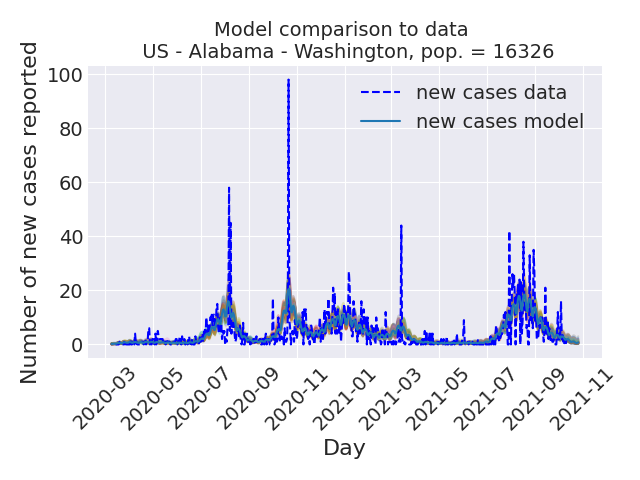 Model comparison to data
US - Alabama - Washington, pop. = 16326
Number of new cases reported
100
80
60
40
20
0
new cases data
new cases model
2020-03
2020-05
2020-07
2020-09
2020-11
2021-01
2021-03
2021-05
2021-07
2021-09
2021-11
Day